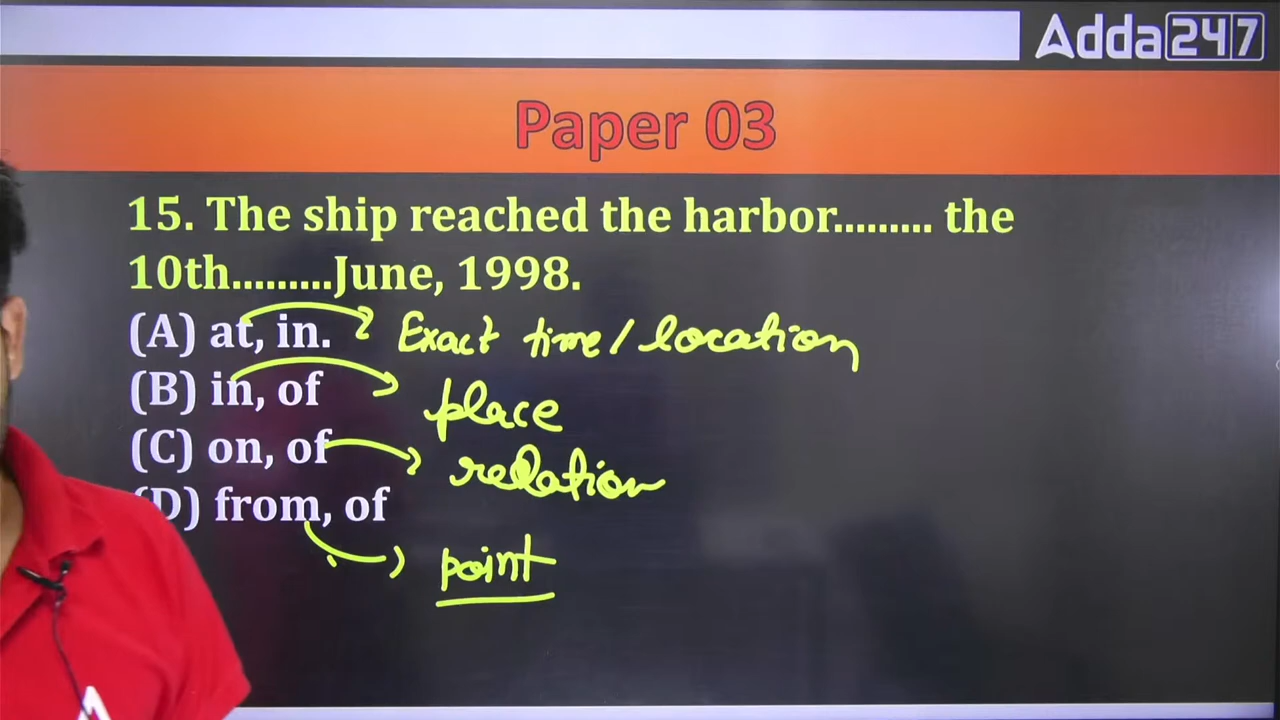 Adda247
Paper 03
15. The ship reached the harbor......... the
10th.........June, 1998.
(A) at, in.
Exact time/location
(B) in, of
place
(C) on, of
relation
(D) from, of
point